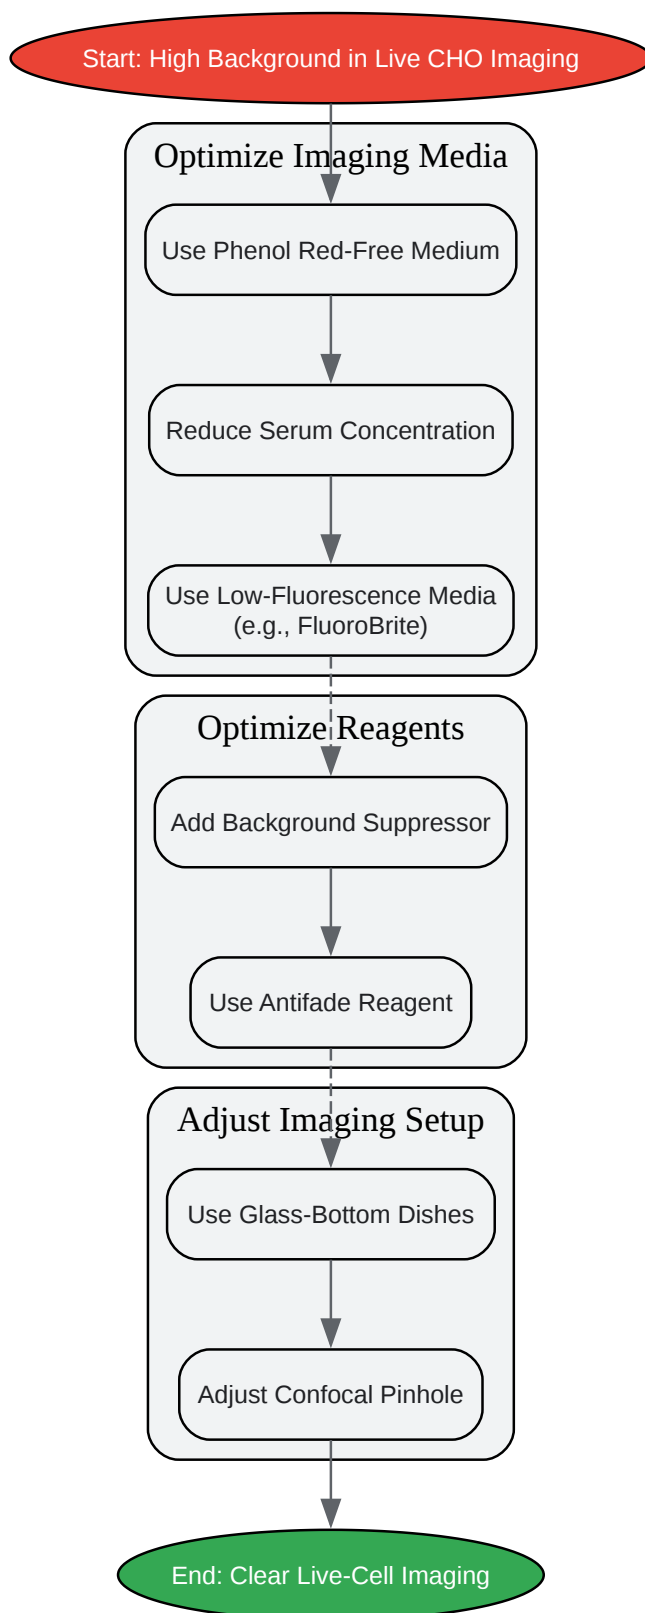 Start: High Background in Live CHO Imaging
Optimize Imaging Media
Use Phenol Red-Free Medium
Reduce Serum Concentration
Use Low-Fluorescence Media
(e.g., FluoroBrite)
Optimize Reagents
Add Background Suppressor
Use Antifade Reagent
Adjust Imaging Setup
Use Glass-Bottom Dishes
Adjust Confocal Pinhole
End: Clear Live-Cell Imaging